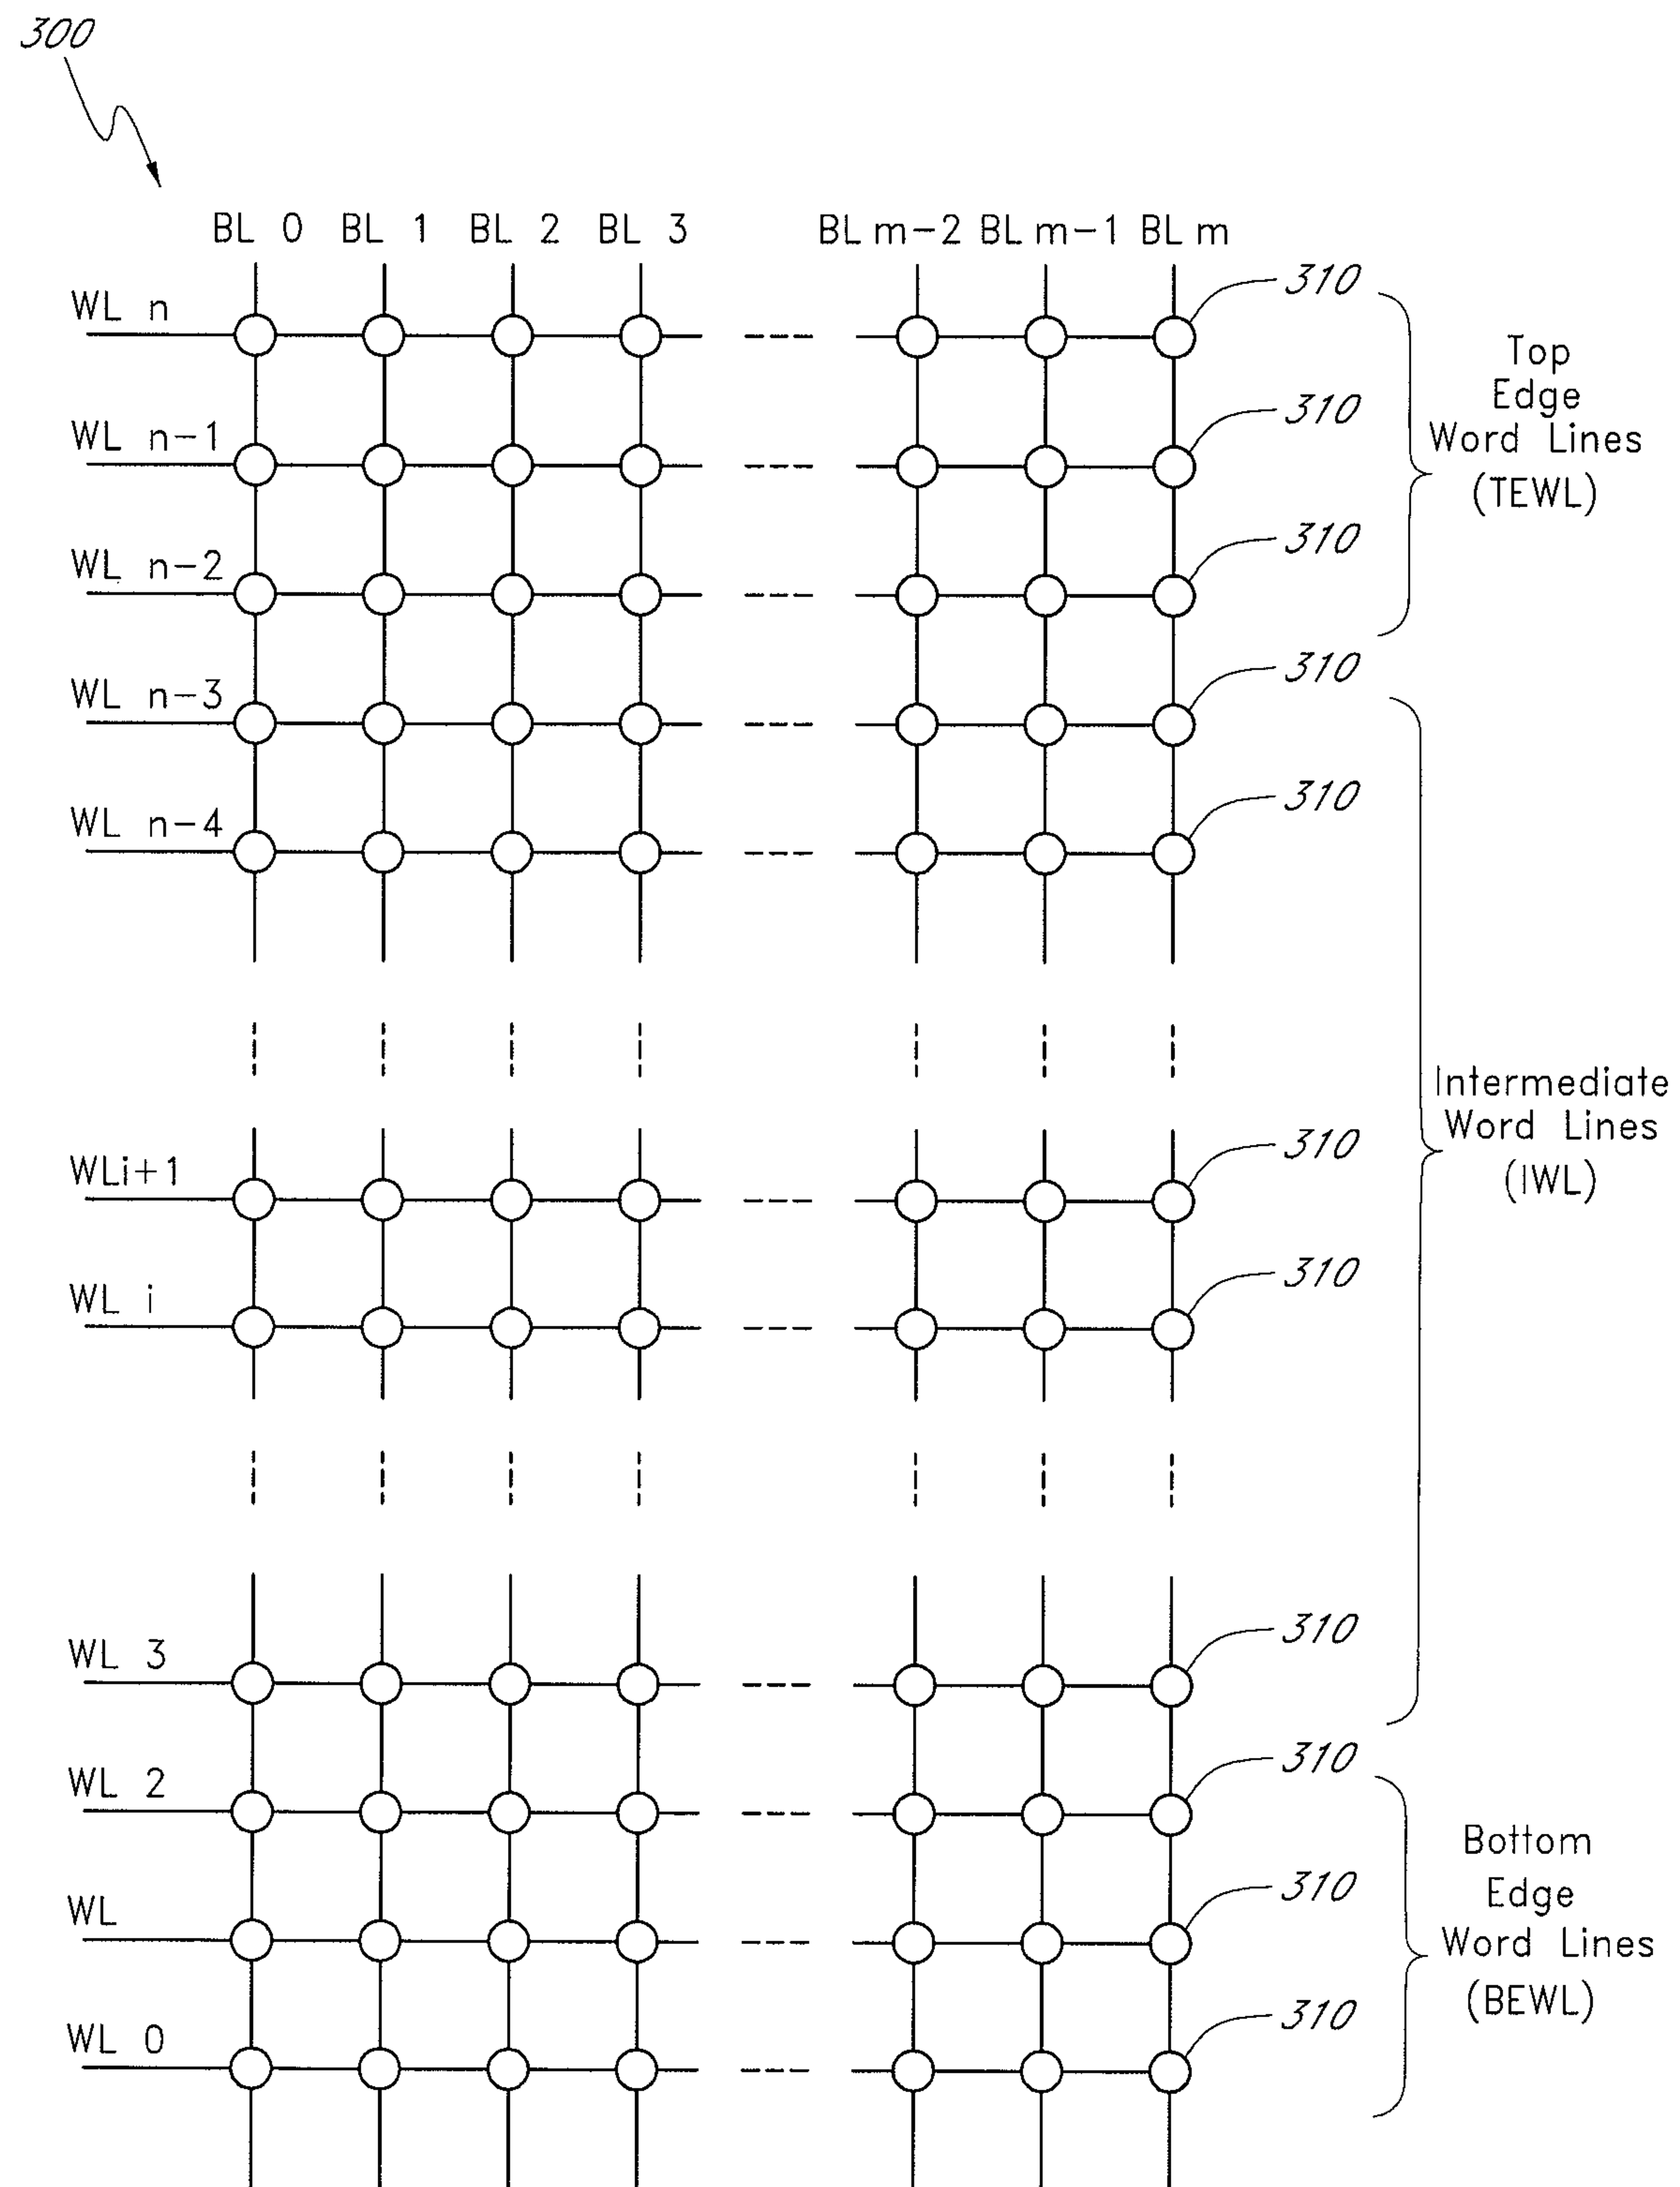 300
BL 0 BL 1 BL 2 BL 3 BL m-2 BL m-1 BL m
WL n 310
WL n-1 310
WL n-2 310
Top
Edge
Word Lines
(TEWL)
WL n-3 310
WL n-4 310
WLi+1 310
WL i 310
Intermediate
Word Lines
(IWL)
WL 3 310
WL 2 310
WL 310
WL 0 310
Bottom
Edge
Word Lines
(BEWL)